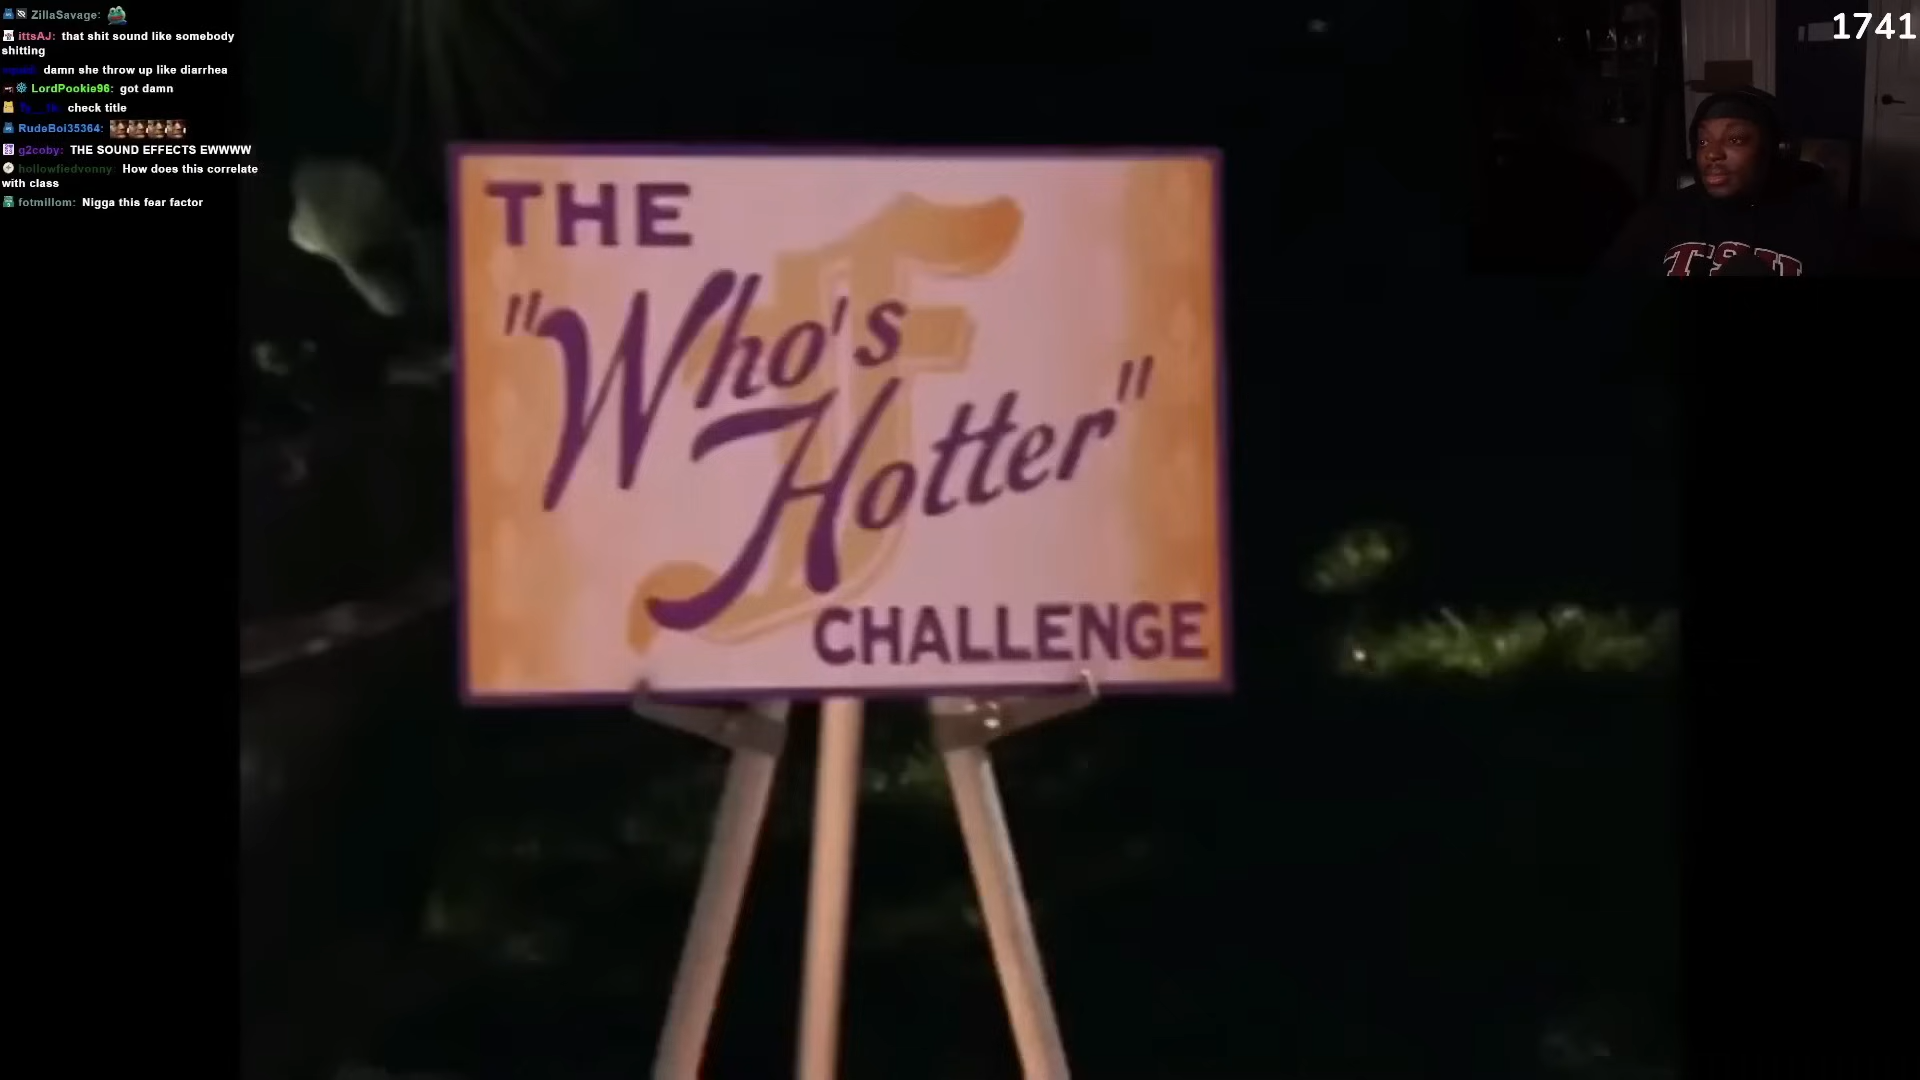 ZillaSavage:
ittsAJ: that shit sound like somebody
shitting
damn she throw up like diarrhea
LordPookie96: got damn
check title
RudeBoi35364:
g2coby: THE SOUND EFFECTS EWWWW
hollowfiedvonny: How does this correlate
with class
fotmillom: Nigga this fear factor
1741
THE
"Who's
Hotter"
CHALLENGE